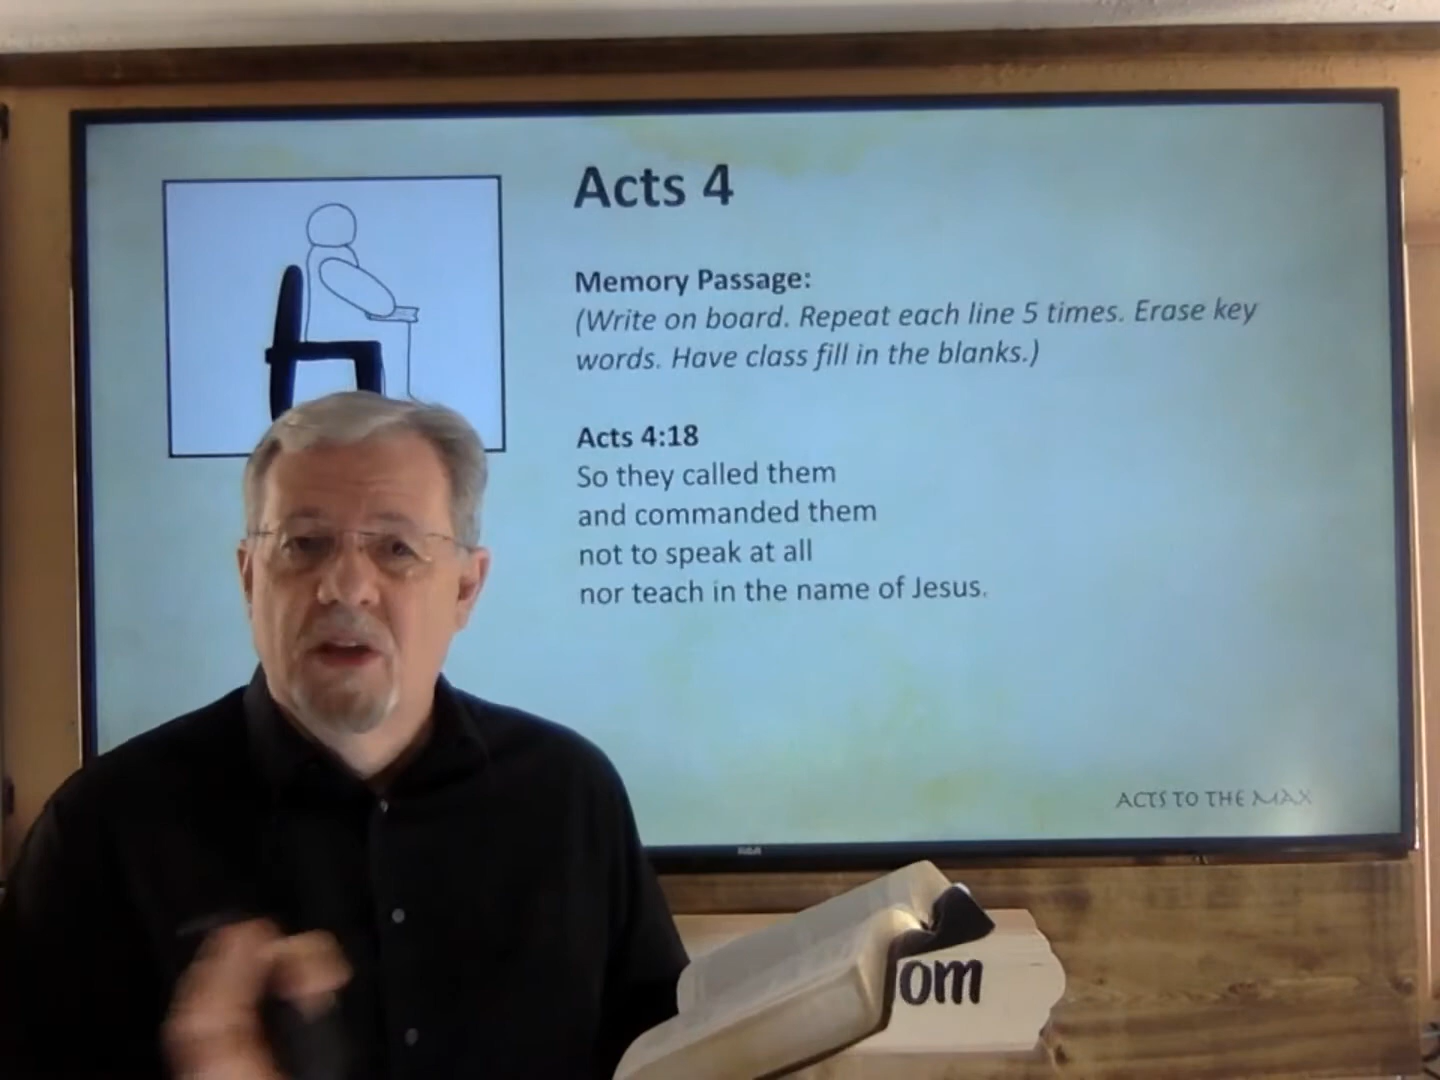 Acts 4
Memory Passage:
(Write on board. Repeat each line 5 times. Erase key
words. Have class fill in the blanks.)
Acts 4:18
So they called them
and commanded them
not to speak at all
nor teach in the name of Jesus.
ACTS TO THE MAX
RCA
om